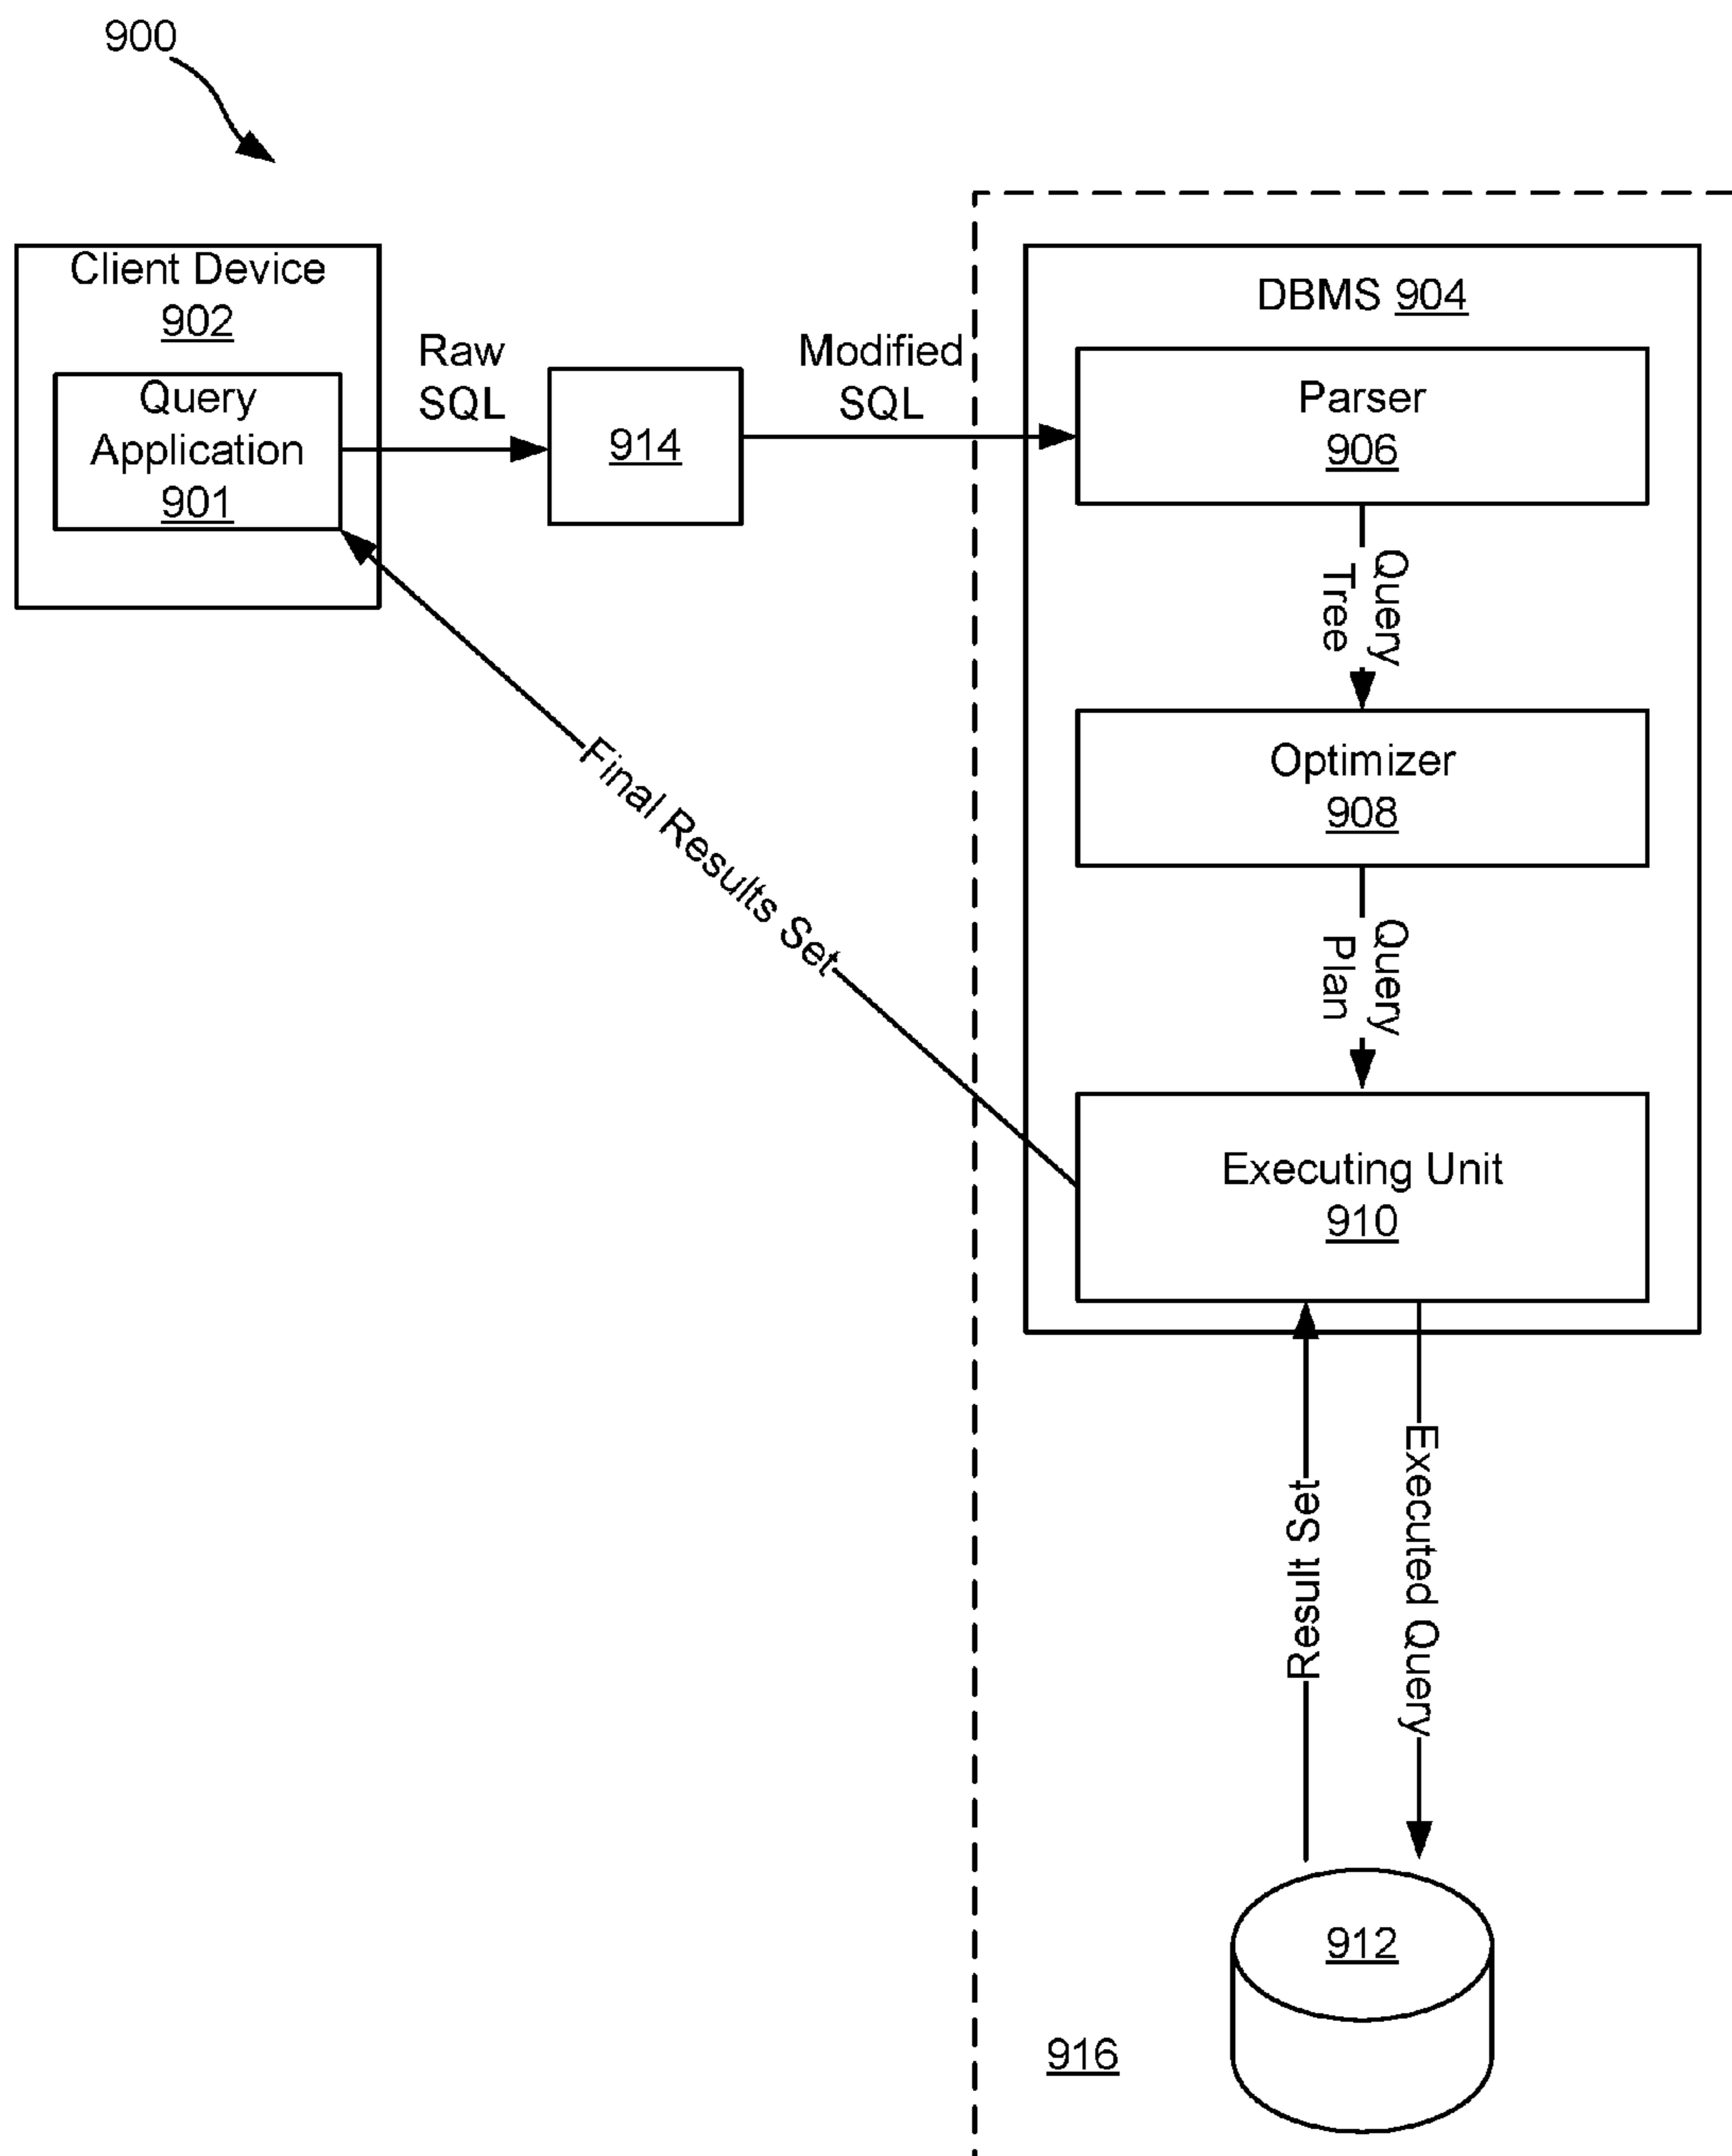 900
Client Device
902
Query
Application
901
Raw
SQL
914
Modified
SQL
DBMS 904
Parser
906
Query
Tree
Optimizer
908
Query
Plan
Executing Unit
910
Final Results Set
Result Set
Executed Query
912
916